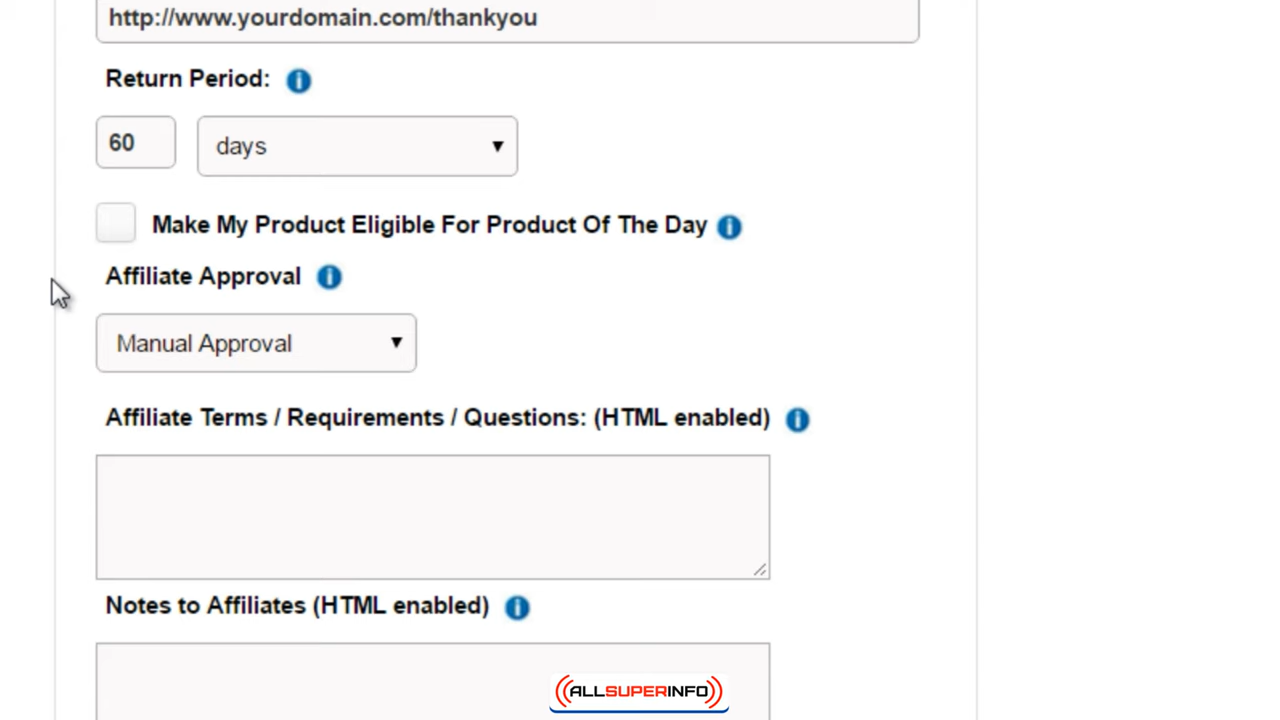 http://www.yourdomain.com/thankyou
Return Period:
60
days
Make My Product Eligible For Product Of The Day
Affiliate Approval
Manual Approval
Affiliate Terms / Requirements / Questions: (HTML enabled)
Notes to Affiliates (HTML enabled)
ALLSUPERINFO